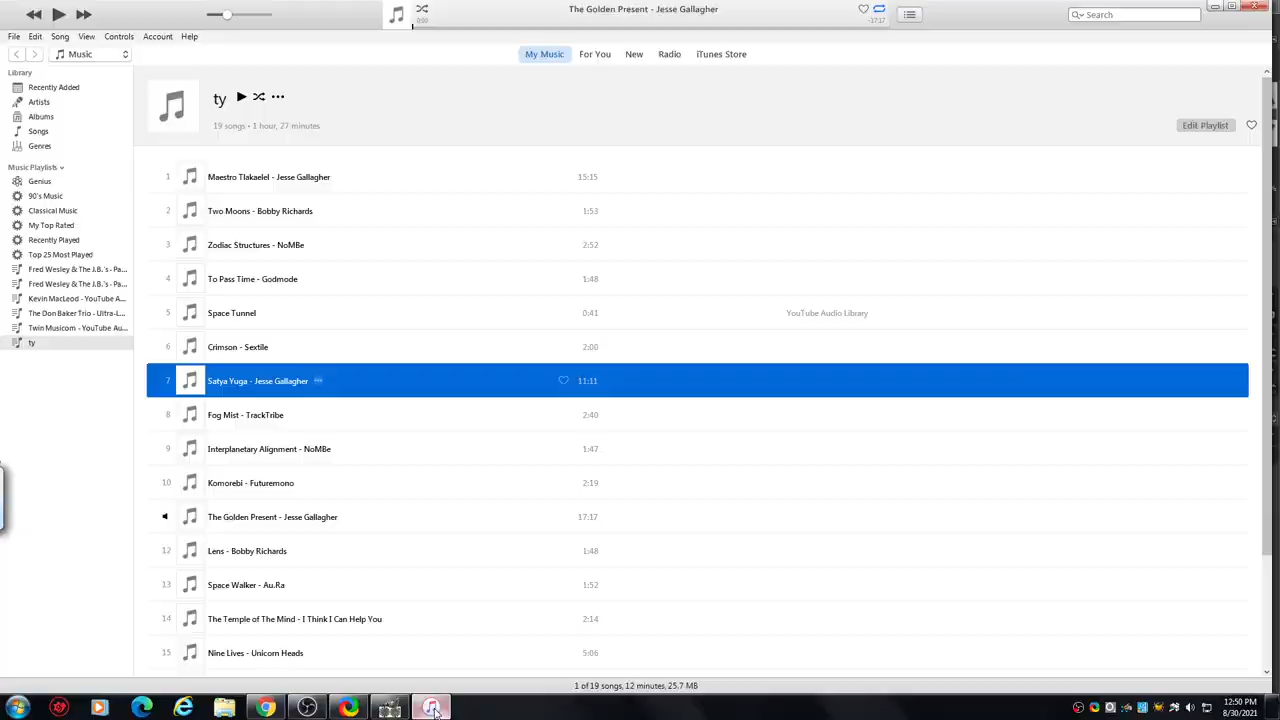 The Golden Present - Jesse Gallagher
0:00
-17:17
Search
File Edit Song View Controls Account Help
Music
My Music For You New Radio iTunes Store
Library
Recently Added
Artists
Albums
Songs
Genres
Music Playlists
Genius
90's Music
Classical Music
My Top Rated
Recently Played
Top 25 Most Played
Fred Wesley & The J.B.'s - Pa...
Fred Wesley & The J.B.'s - Pa...
Kevin MacLeod - YouTube A...
The Don Baker Trio - Ultra-L...
Twin Musicom - YouTube Au...
ty
ty
19 songs • 1 hour, 27 minutes
Edit Playlist
1 Maestro Tlakaelel - Jesse Gallagher 15:15
2 Two Moons - Bobby Richards 1:53
3 Zodiac Structures - NoMBe 2:52
4 To Pass Time - Godmode 1:48
5 Space Tunnel 0:41 YouTube Audio Library
6 Crimson - Sextile 2:00
7 Satya Yuga - Jesse Gallagher 11:11
8 Fog Mist - TrackTribe 2:40
9 Interplanetary Alignment - NoMBe 1:47
10 Komorebi - Futuremono 2:19
The Golden Present - Jesse Gallagher 17:17
12 Lens - Bobby Richards 1:48
13 Space Walker - Au.Ra 1:52
14 The Temple of The Mind - I Think I Can Help You 2:14
15 Nine Lives - Unicorn Heads 5:06
1 of 19 songs, 12 minutes, 25.7 MB
12:50 PM
8/30/2021